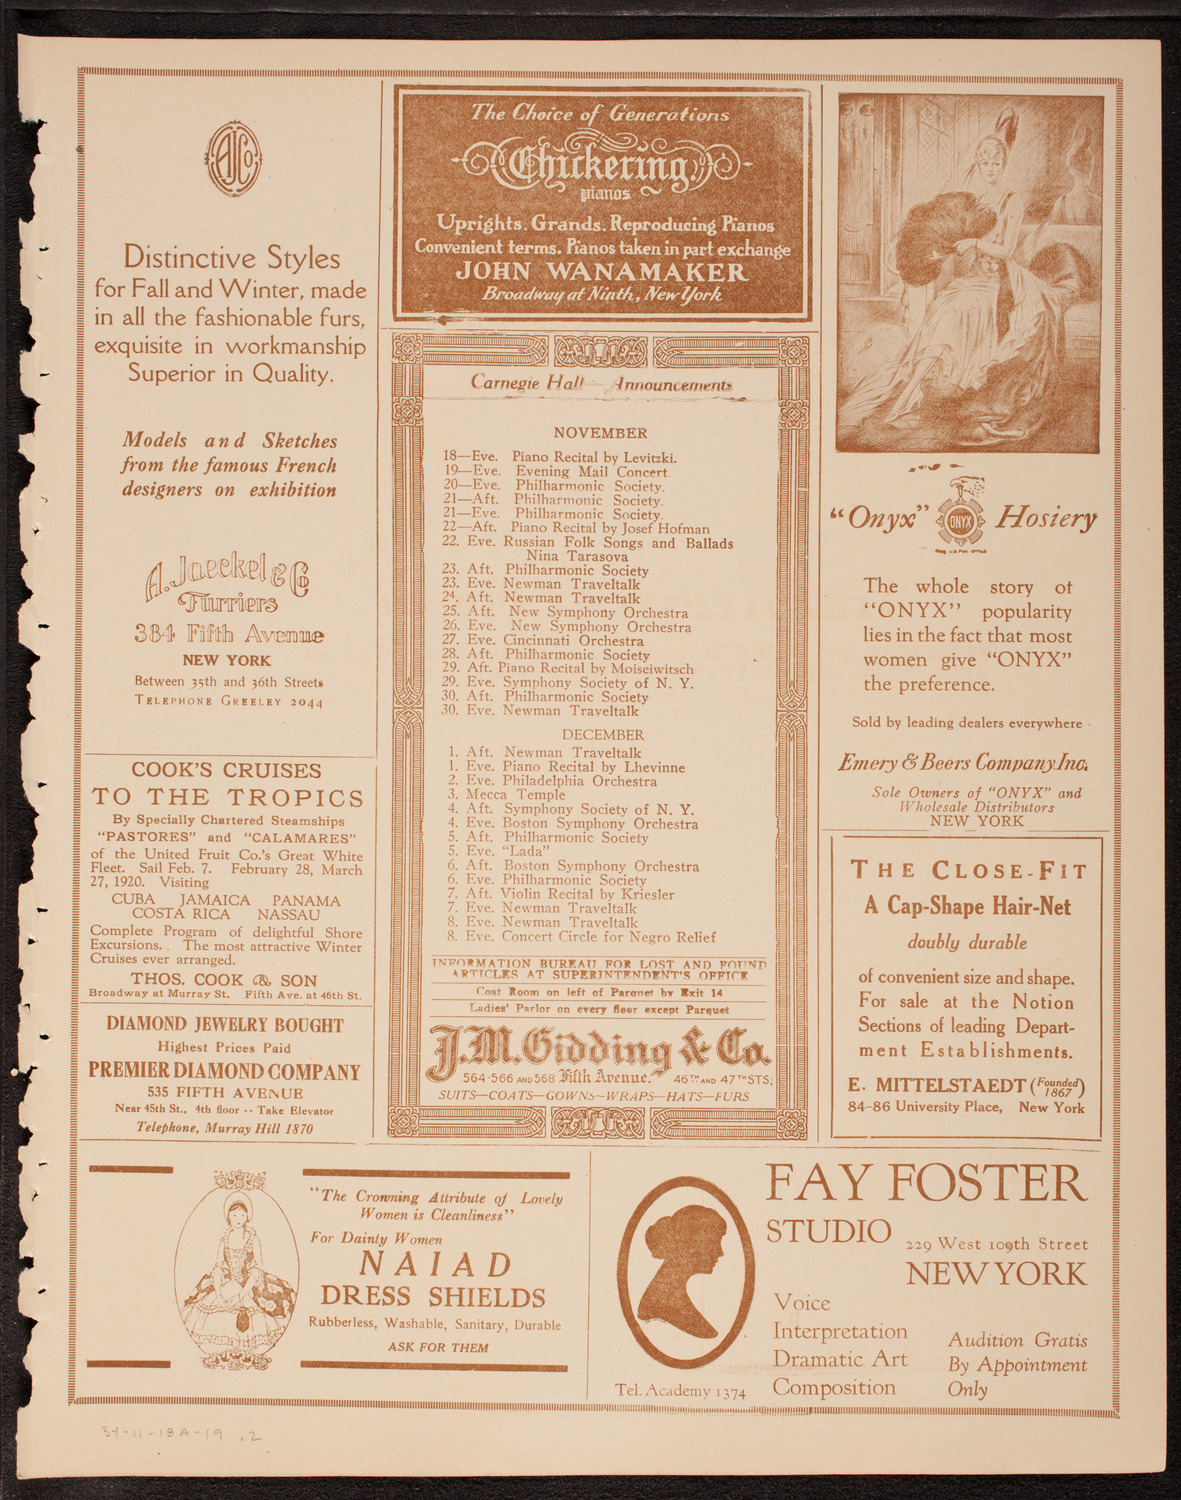 AJCo
Distinctive Styles
for Fall and Winter, made
in all the fashionable furs,
exquisite in workmanship
Superior in Quality.
Models and Sketches
from the famous French
designers on exhibition
A. Jaeckel & Co
Furriers
384 Fifth Avenue
NEW YORK
Between 35th and 36th Streets
TELEPHONE GREELEY 2044
COOK'S CRUISES
TO THE TROPICS
By Specially Chartered Steamships
"PASTORES" and "CALAMARES"
of the United Fruit Co.'s Great White
Fleet. Sail Feb. 7. February 28, March
27, 1920. Visiting
CUBA JAMAICA PANAMA
COSTA RICA NASSAU
Complete Program of delightful Shore
Excursions. . The most attractive Winter
Cruises ever arranged.
THOS. COOK & SON
Broadway at Murray St. Fifth Ave. at 46th St.
DIAMOND JEWELRY BOUGHT
Highest Prices Paid
PREMIER DIAMOND COMPANY
535 FIFTH AVENUE
Near 45th St., 4th floor -- Take Elevator
Telephone, Murray Hill 1870
The Choice of Generations
Chickering
pianos
Uprights. Grands. Reproducing Pianos
Convenient terms. Pianos taken in part exchange
JOHN WANAMAKER
Broadway at Ninth, New York
Carnegie Hall - Announcements
NOVEMBER
18—Eve. Piano Recital by Levitzki.
19—Eve. Evening Mail Concert.
20—Eve. Philharmonic Society.
21—Aft. Philharmonic Society.
21—Eve. Philharmonic Society.
22—Aft. Piano Recital by Josef Hofman
22. Eve. Russian Folk Songs and Ballads
Nina Tarasova
23. Aft. Philharmonic Society
23. Eve. Newman Traveltalk
24. Aft. Newman Traveltalk
25. Aft. New Symphony Orchestra
26. Eve. New Symphony Orchestra
27. Eve. Cincinnati Orchestra
28. Aft. Philharmonic Society
29. Aft. Piano Recital by Moiseiwitsch
29. Eve. Symphony Society of N. Y.
30. Aft. Philharmonic Society
30. Eve. Newman Traveltalk
DECEMBER
1. Aft. Newman Traveltalk
1. Eve. Piano Recital by Lhevinne
2. Eve. Philadelphia Orchestra
3. Mecca Temple
4. Aft. Symphony Society of N. Y.
4. Eve. Boston Symphony Orchestra
5. Aft. Philharmonic Society
5. Eve. "Lada"
6. Aft. Boston Symphony Orchestra
6. Eve. Philharmonic Society
7. Aft. Violin Recital by Kriesler
7. Eve. Newman Traveltalk
8. Eve. Newman Traveltalk
8. Eve. Concert Circle for Negro Relief
INFORMATION BUREAU FOR LOST AND FOUND
ARTICLES AT SUPERINTENDENT'S OFFICE
Coat Room on left of Parquet by Exit 14
Ladies' Parlor on every floor except Parquet
J.M. Gidding & Co.
564-566 AND 568 Fifth Avenue. 46TH AND 47TH STS.
SUITS—COATS—GOWNS—WRAPS—HATS—FURS
"Onyx" ONYX Hosiery
Reg. U.S. Pat. Office
The whole story of
"ONYX" popularity
lies in the fact that most
women give "ONYX"
the preference.
Sold by leading dealers everywhere
Emery & Beers Company, Inc.
Sole Owners of "ONYX" and
Wholesale Distributors
NEW YORK
THE CLOSE-FIT
A Cap-Shape Hair-Net
doubly durable
of convenient size and shape.
For sale at the Notion
Sections of leading Depart-
ment Establishments.
E. MITTELSTAEDT (Founded 1867)
84-86 University Place, New York
"The Crowning Attribute of Lovely
Women is Cleanliness"
For Dainty Women
NAIAD
DRESS SHIELDS
Rubberless, Washable, Sanitary, Durable
ASK FOR THEM
FAY FOSTER
STUDIO
229 West 109th Street
NEW YORK
Voice
Interpretation
Dramatic Art
Composition
Audition Gratis
By Appointment
Only
Tel. Academy 1374
34-11-18A-19 .2